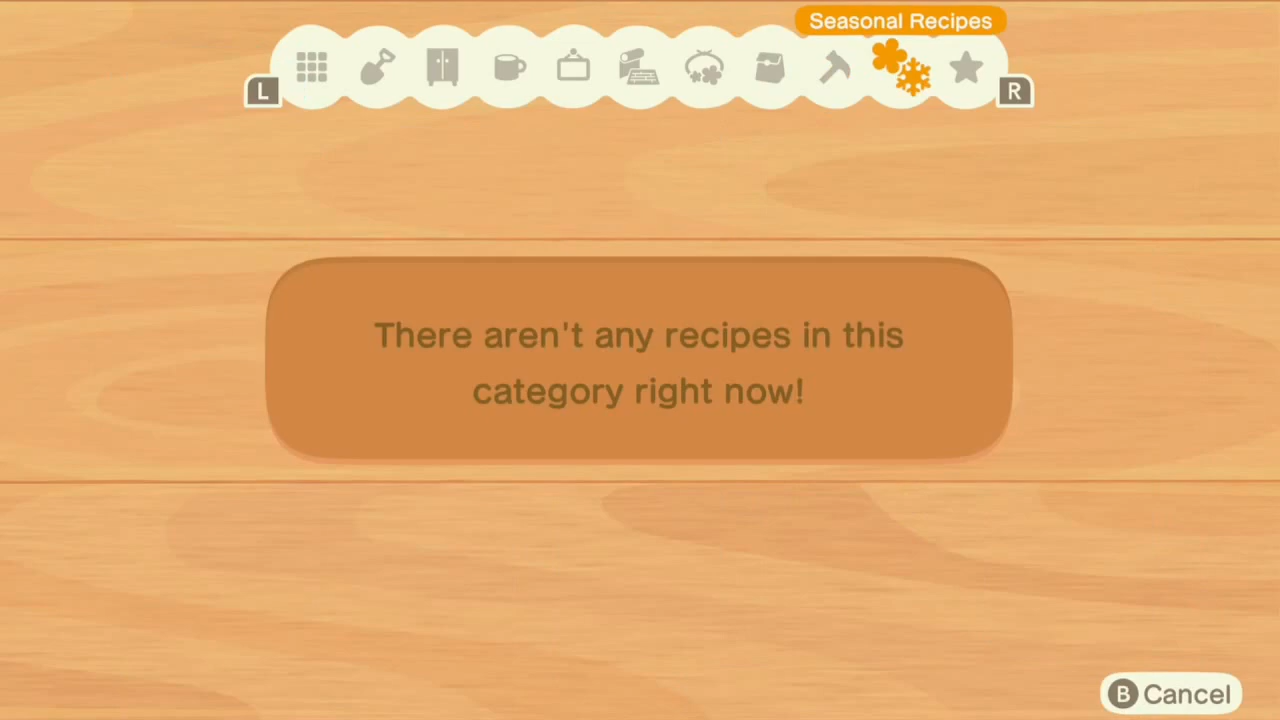 Seasonal Recipes
L
R
There aren't any recipes in this
category right now!
B Cancel